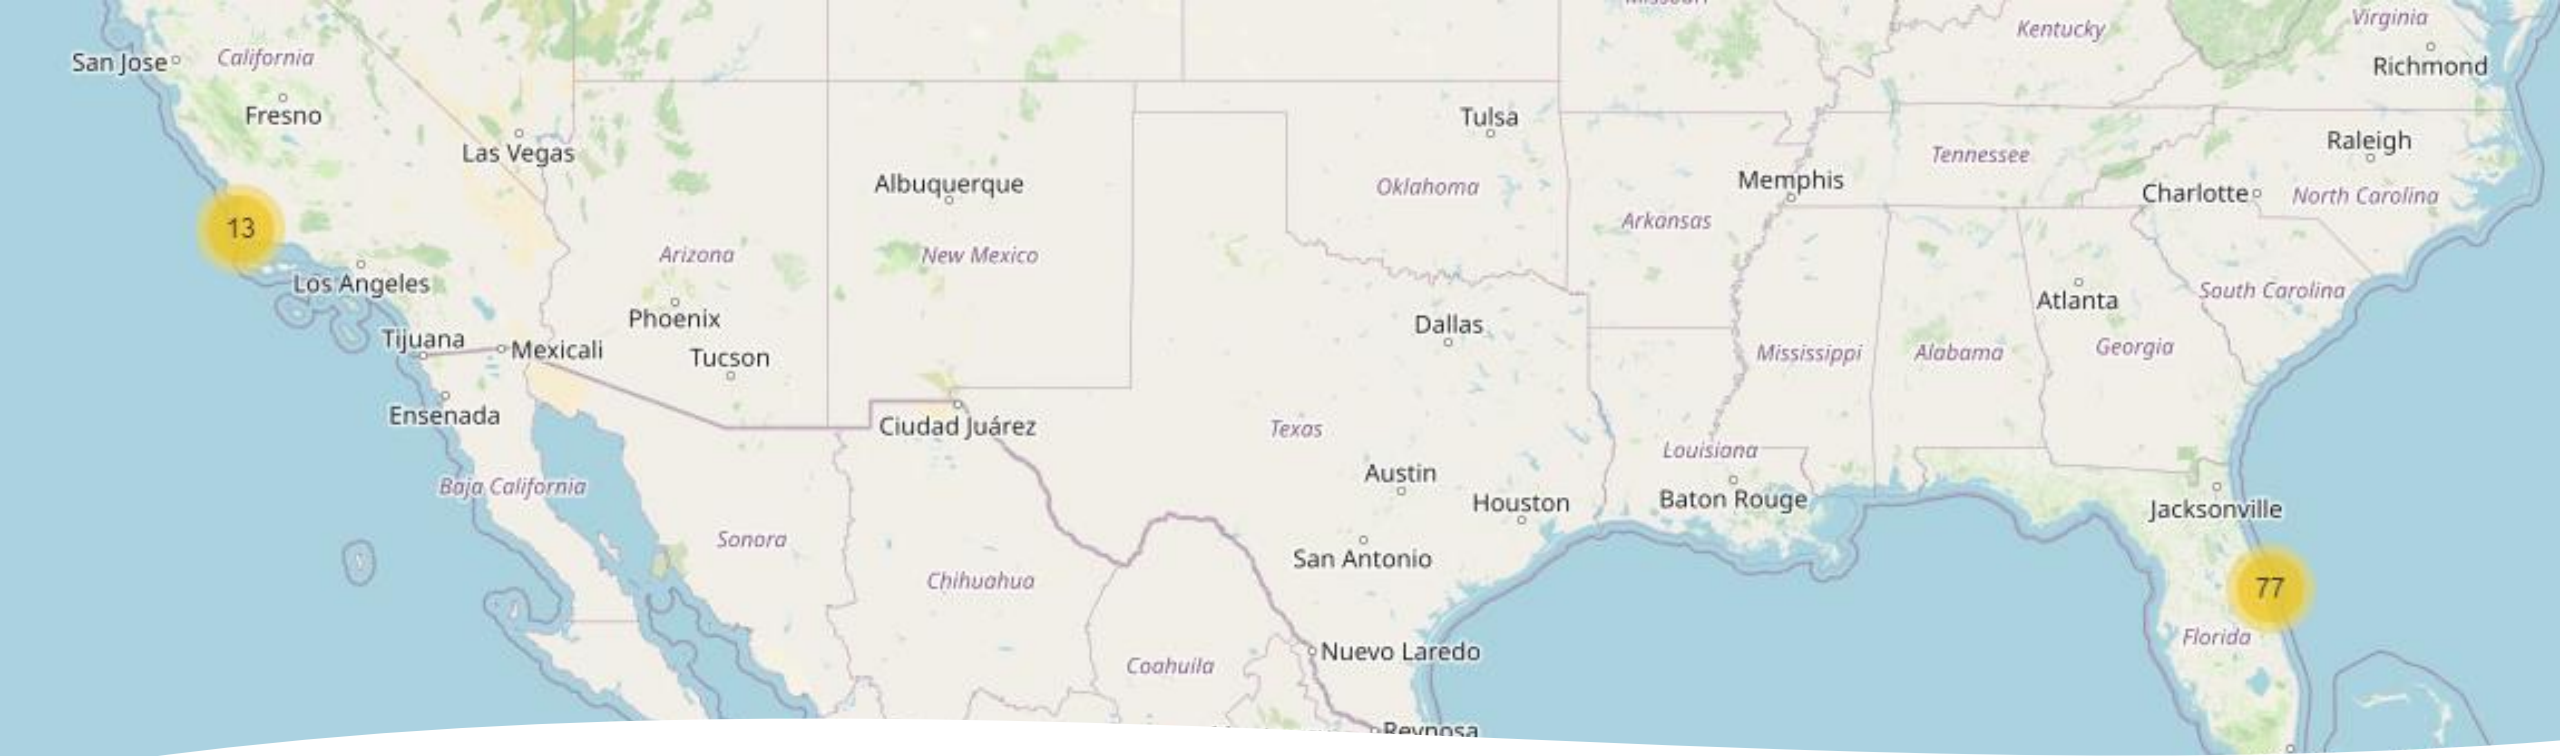 Missouri
Virginia
Kentucky
California
San Jose
Richmond
Fresno
Tulsa
Las Vegas
Raleigh
Tennessee
Memphis
Albuquerque
Oklahoma
Charlotte
North Carolina
Arkansas
13
Arizona
New Mexico
Los Angeles
South Carolina
Atlanta
Phoenix
Dallas
Tijuana
Mexicali
Tucson
Mississippi
Alabama
Georgia
Ensenada
Ciudad Juárez
Texas
Louisiana
Austin
Baja California
Houston
Baton Rouge
Jacksonville
Sonora
San Antonio
Chihuahua
77
Florida
Nuevo Laredo
Coahuila
Reynosa